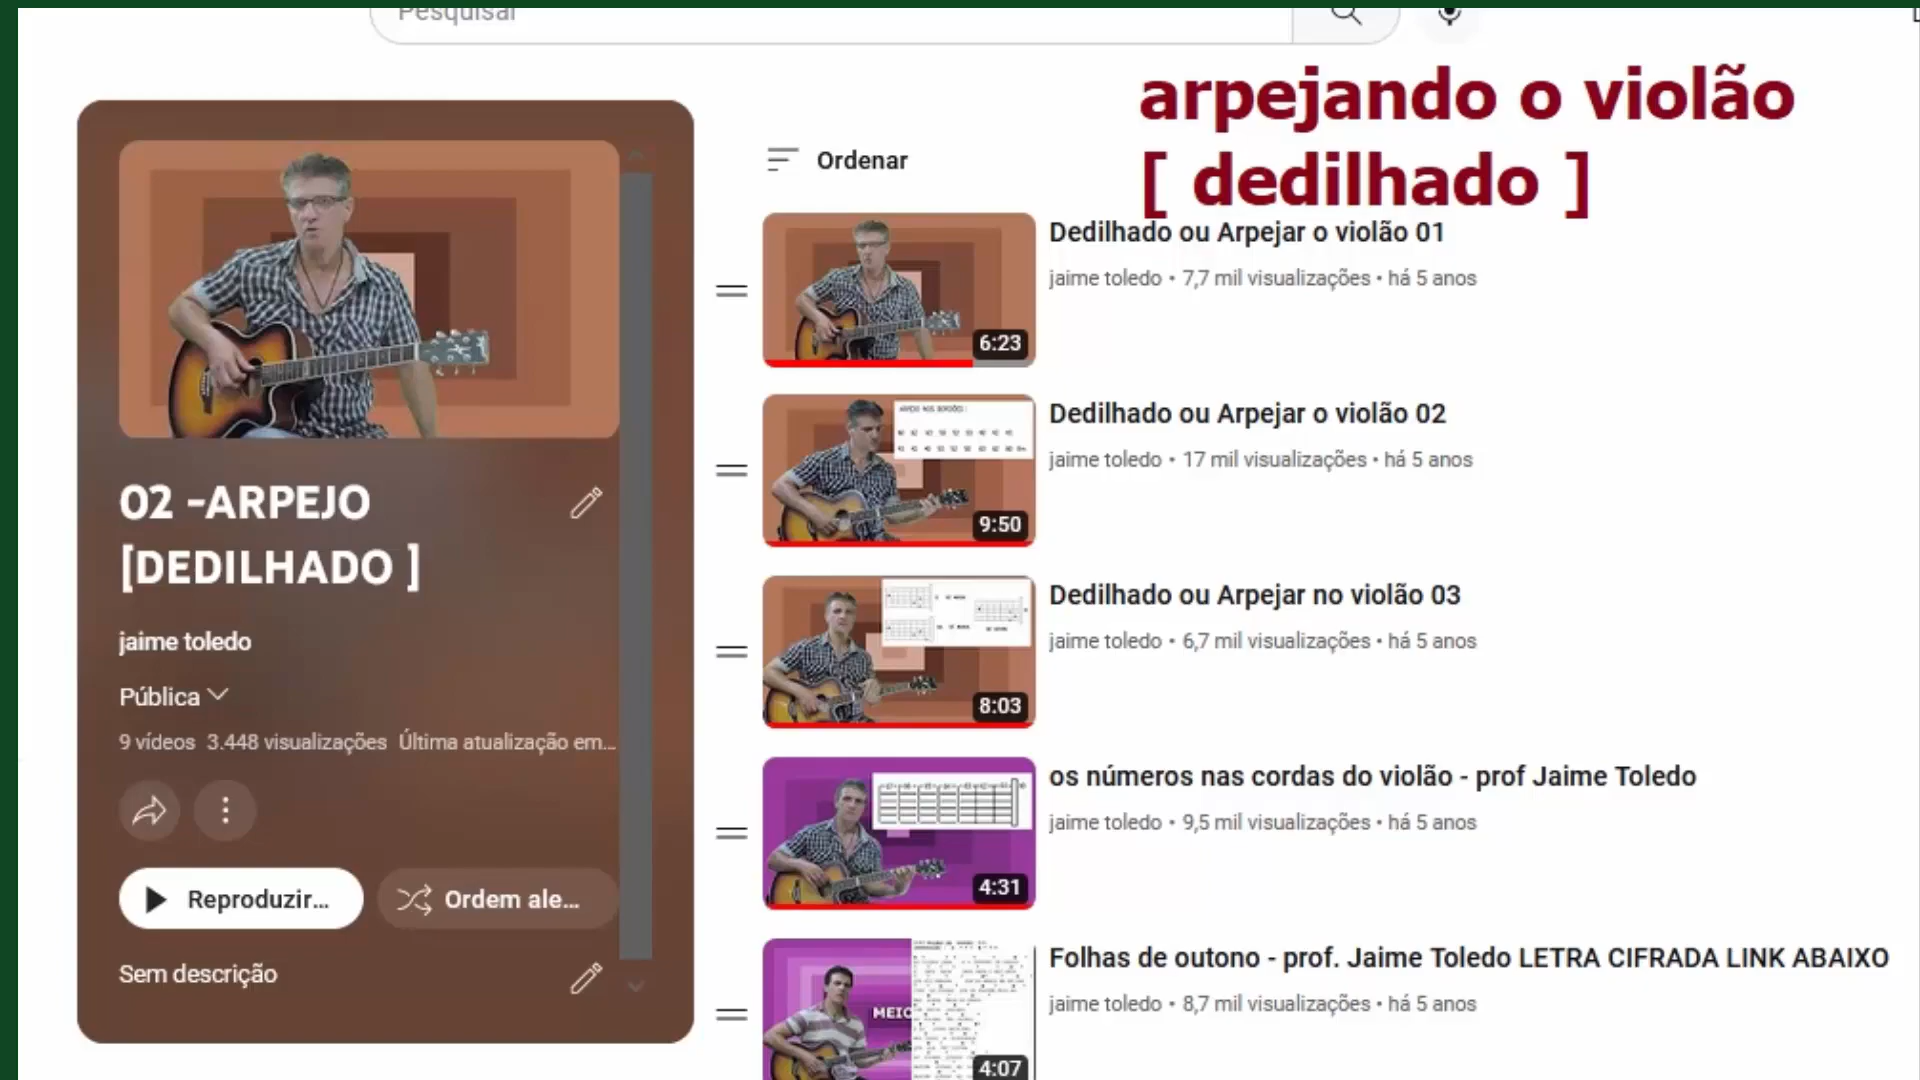 Pesquisar
arpejando o violão
[ dedilhado ]
Ordenar
02 -ARPEJO
[DEDILHADO ]
jaime toledo
Pública
9 vídeos 3.448 visualizações Última atualização em...
Reproduzir...
Ordem ale...
Sem descrição
6:23
Dedilhado ou Arpejar o violão 01
jaime toledo • 7,7 mil visualizações • há 5 anos
9:50
Dedilhado ou Arpejar o violão 02
jaime toledo • 17 mil visualizações • há 5 anos
8:03
Dedilhado ou Arpejar no violão 03
jaime toledo • 6,7 mil visualizações • há 5 anos
4:31
os números nas cordas do violão - prof Jaime Toledo
jaime toledo • 9,5 mil visualizações • há 5 anos
MEIO
4:07
Folhas de outono - prof. Jaime Toledo LETRA CIFRADA LINK ABAIXO
jaime toledo • 8,7 mil visualizações • há 5 anos